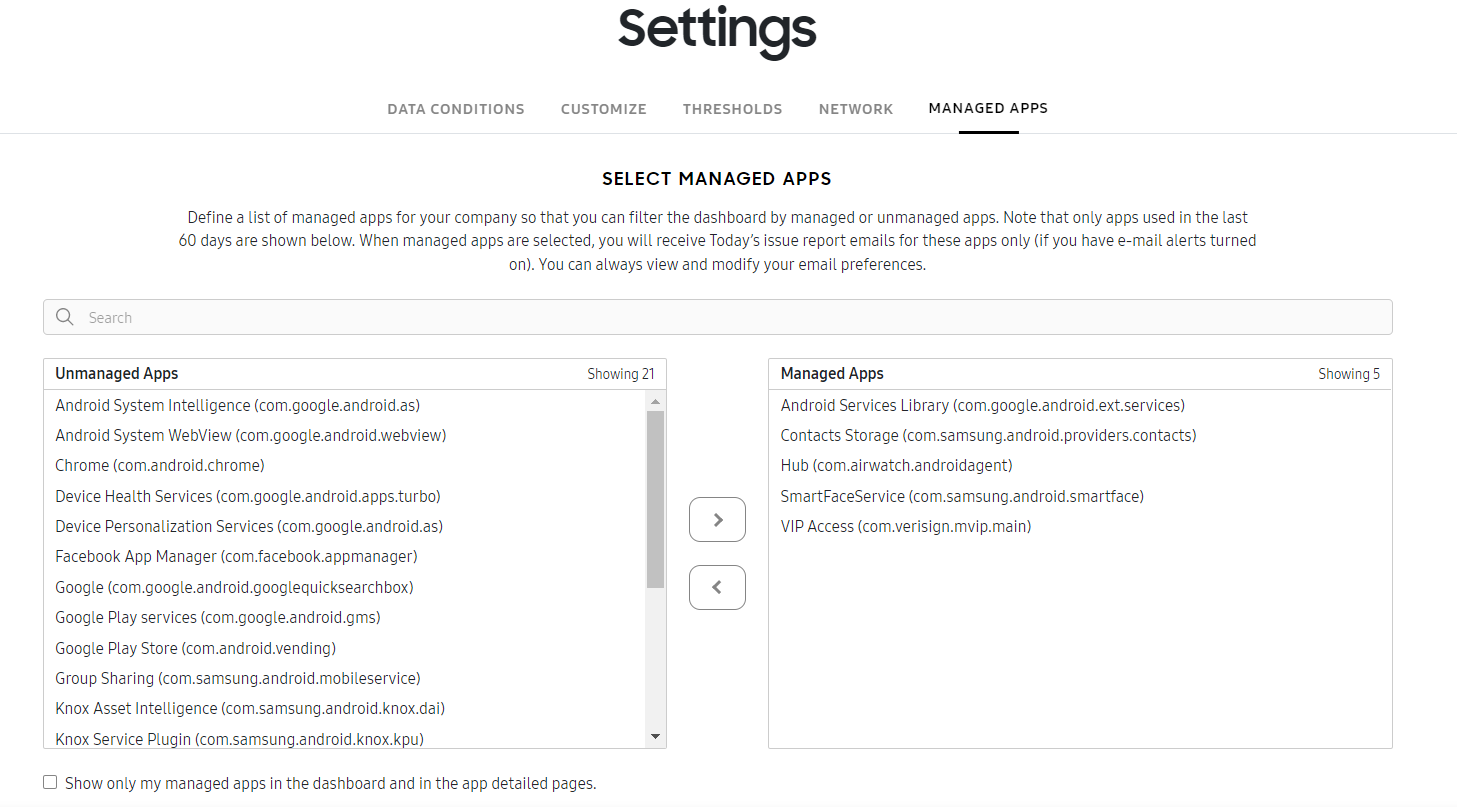 Settings
DATA CONDITIONS CUSTOMIZE THRESHOLDS NETWORK MANAGED APPS
SELECT MANAGED APPS
Define a list of managed apps for your company so that you can filter the dashboard by managed or unmanaged apps. Note that only apps used in the last
60 days are shown below. When managed apps are selected, you will receive Today's issue report emails for these apps only (if you have e-mail alerts turned
on). You can always view and modify your email preferences.
Search
Unmanaged Apps Showing 21
Android System Intelligence (com.google.android.as)
Android System WebView (com.google.android.webview)
Chrome (com.android.chrome)
Device Health Services (com.google.android.apps.turbo)
Device Personalization Services (com.google.android.as)
Facebook App Manager (com.facebook.appmanager)
Google (com.google.android.googlequicksearchbox)
Google Play services (com.google.android.gms)
Google Play Store (com.android.vending)
Group Sharing (com.samsung.android.mobileservice)
Knox Asset Intelligence (com.samsung.android.knox.dai)
Knox Service Plugin (com.samsung.android.knox.kpu)
Managed Apps Showing 5
Android Services Library (com.google.android.ext.services)
Contacts Storage (com.samsung.android.providers.contacts)
Hub (com.airwatch.androidagent)
SmartFaceService (com.samsung.android.smartface)
VIP Access (com.verisign.mvip.main)
Show only my managed apps in the dashboard and in the app detailed pages.